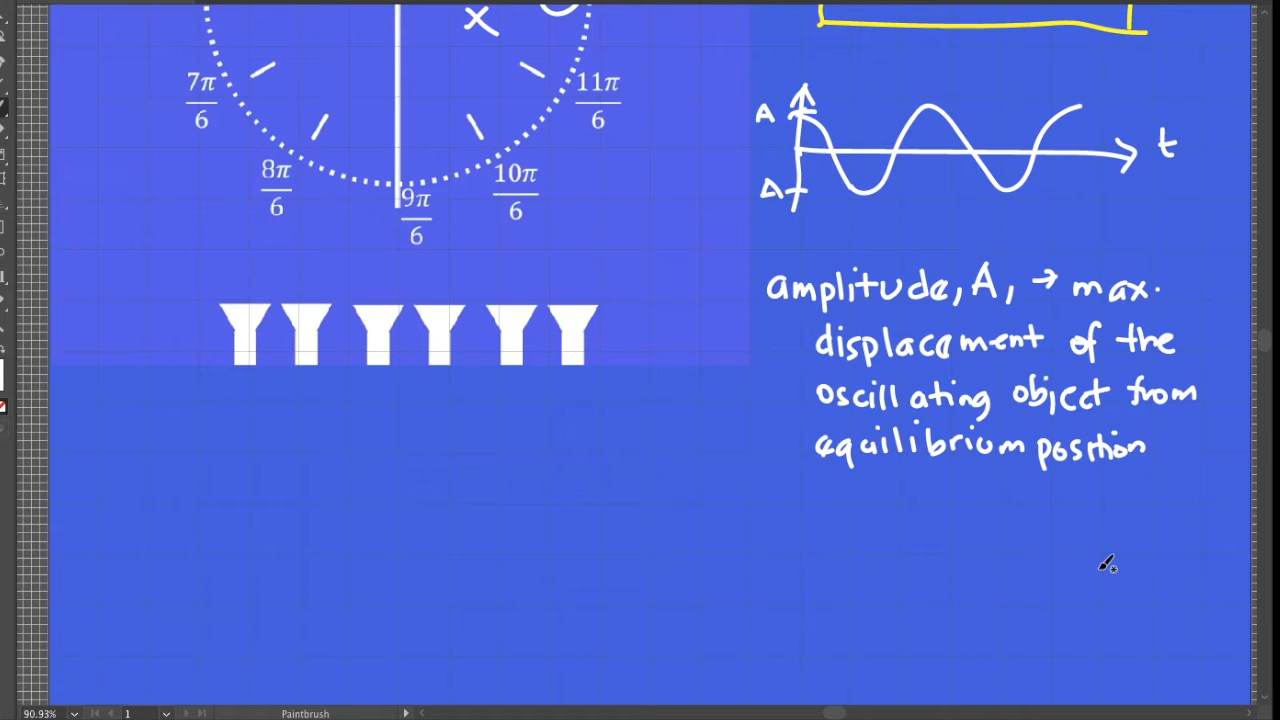 x
7π/6
11π/6
8π/6
10π/6
9π/6
A
t
A
amplitude, A, → max.
displacement of the
oscillating object from
equilibrium position
90.93%
1
Paintbrush